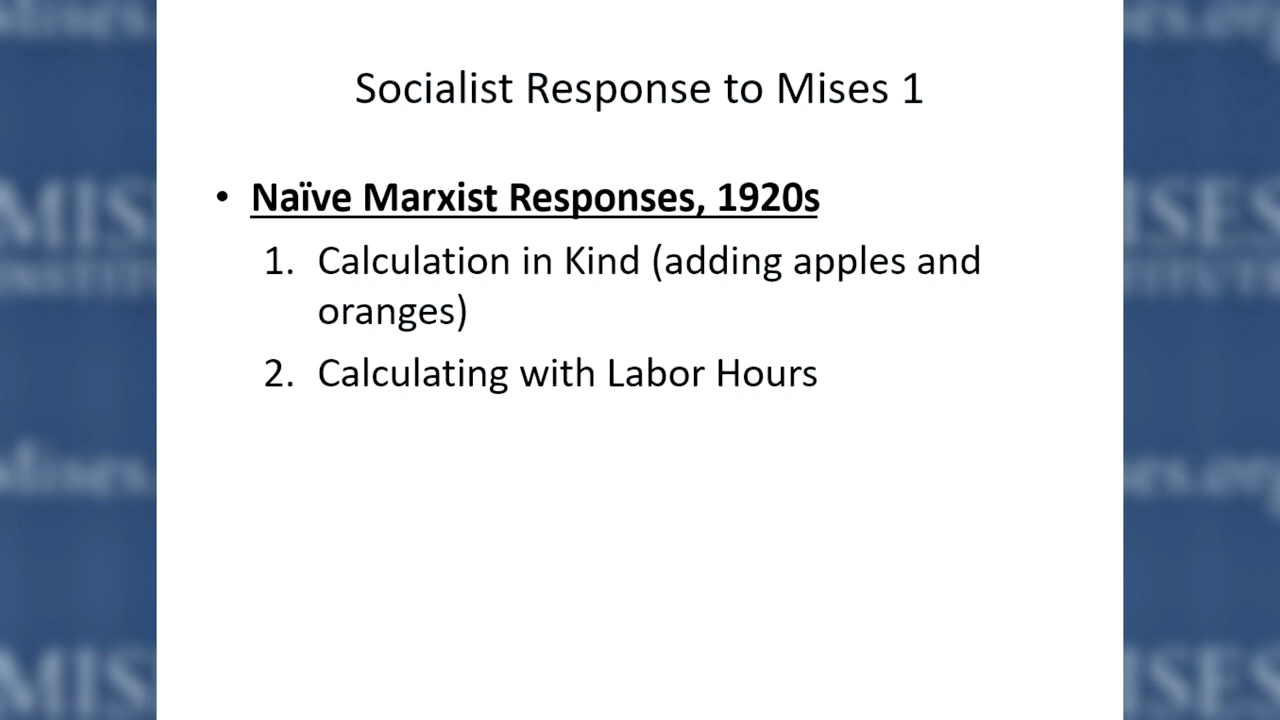 Socialist Response to Mises 1
• Naïve Marxist Responses, 1920s
1. Calculation in Kind (adding apples and
oranges)
2. Calculating with Labor Hours